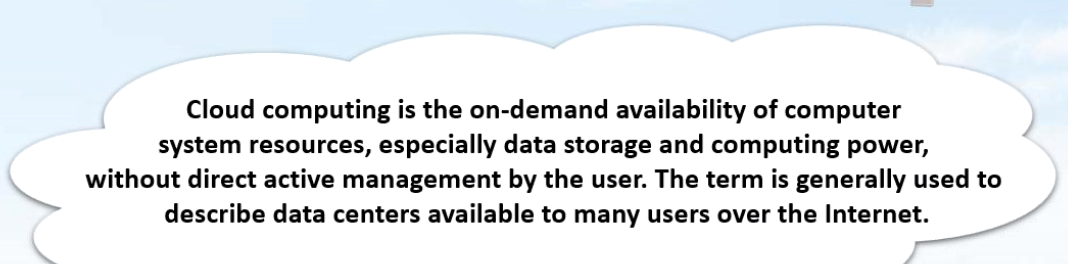 Cloud computing is the on-demand availability of computer
system resources, especially data storage and computing power,
without direct active management by the user. The term is generally used to
describe data centers available to many users over the Internet.